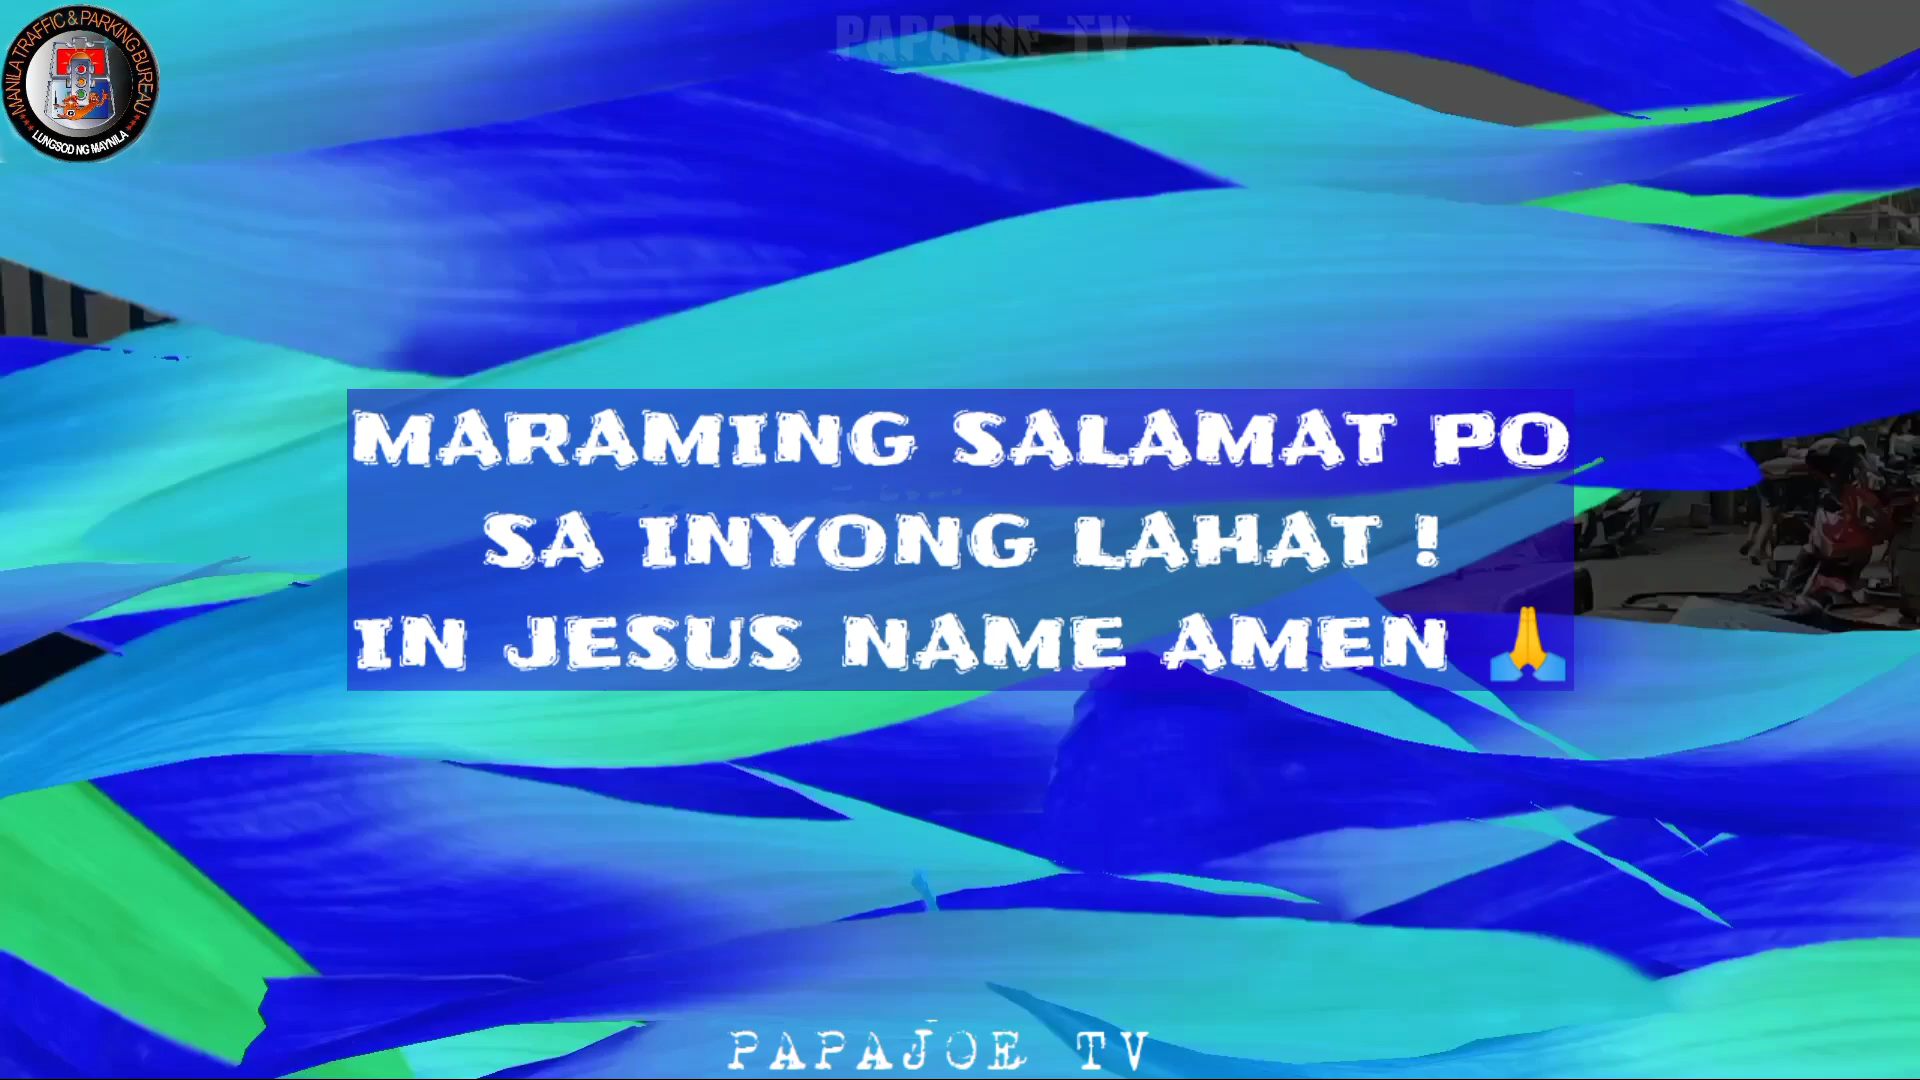 MANILA TRAFFIC & PARKING BUREAU
LUNGSOD NG MAYNILA
PAPAJOE TV
MARAMING SALAMAT PO
SA INYONG LAHAT !
IN JESUS NAME AMEN 🙏
PAPAJOE TV